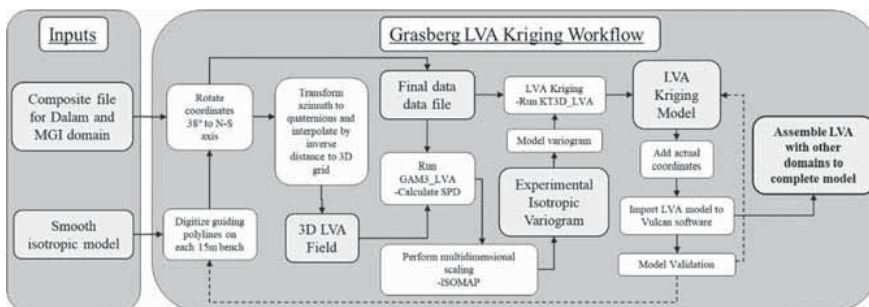 Inputs
Grasberg LVA Kriging Workflow
Composite file
for Dalam and
MGI domain
Smooth
isotropic model
Rotate
coordinates
38° to N-S
axis
Digitize guiding
polylines on
each 15m bench
Transform
azimuth to
quaternions and
interpolate by
inverse
distance to 3D
grid
3D LVA
Field
Final data
data file
Run
GAM3_LVA
-Calculate SPD
Perform multidimensional
scaling
-ISOMAP
LVA Kriging
-Run KT3D_LVA
Model variogram
Experimental
Isotropic
Variogram
LVA
Kriging
Model
Add actual
coordinates
Import LVA model to
Vulcan software
Model Validation
Assemble LVA
with other
domains to
complete model